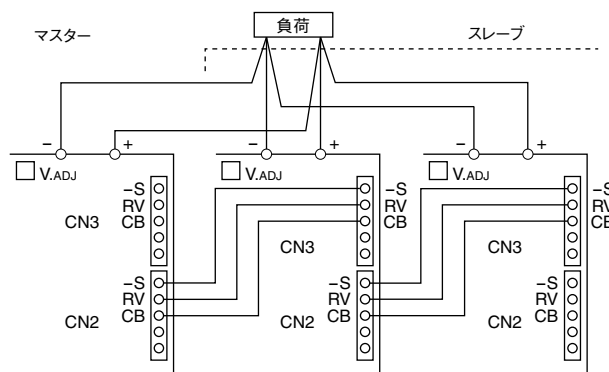 負荷
マスター
スレーブ
− + − + − +
V.ADJ V.ADJ V.ADJ
−S −S −S
RV RV RV
CB CB CB
CN3 CN3 CN3
−S −S −S
RV RV RV
CB CB CB
CN2 CN2 CN2